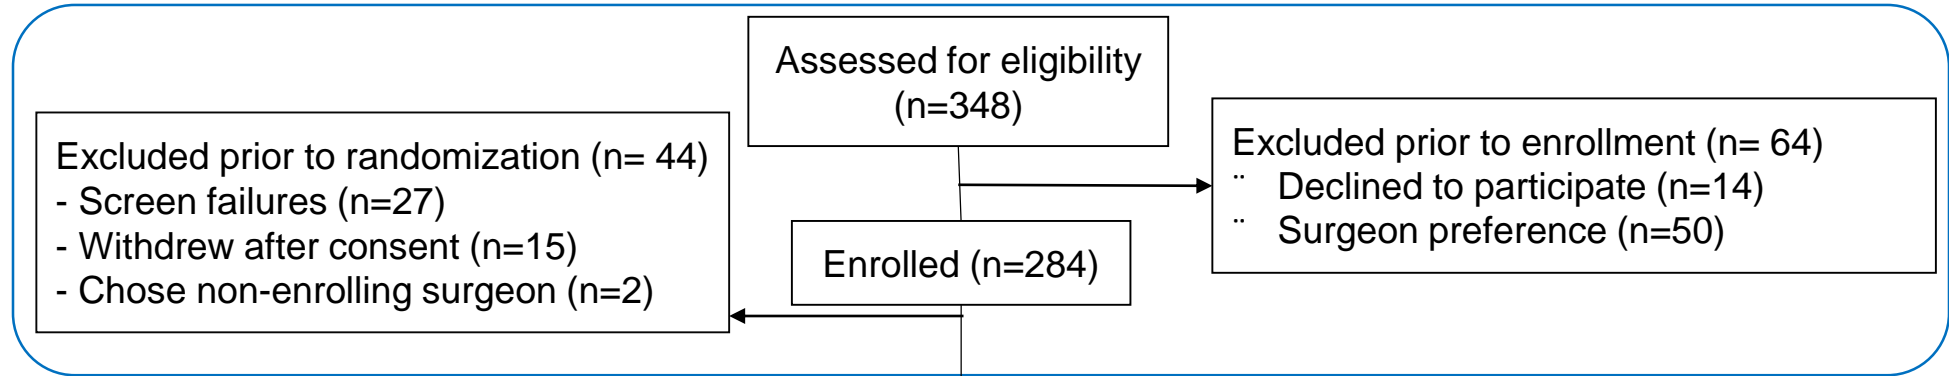 Assessed for eligibility
(n=348)
Excluded prior to enrollment (n= 64)
¨ Declined to participate (n=14)
¨ Surgeon preference (n=50)
Enrolled (n=284)
Excluded prior to randomization (n= 44)
- Screen failures (n=27)
- Withdrew after consent (n=15)
- Chose non-enrolling surgeon (n=2)